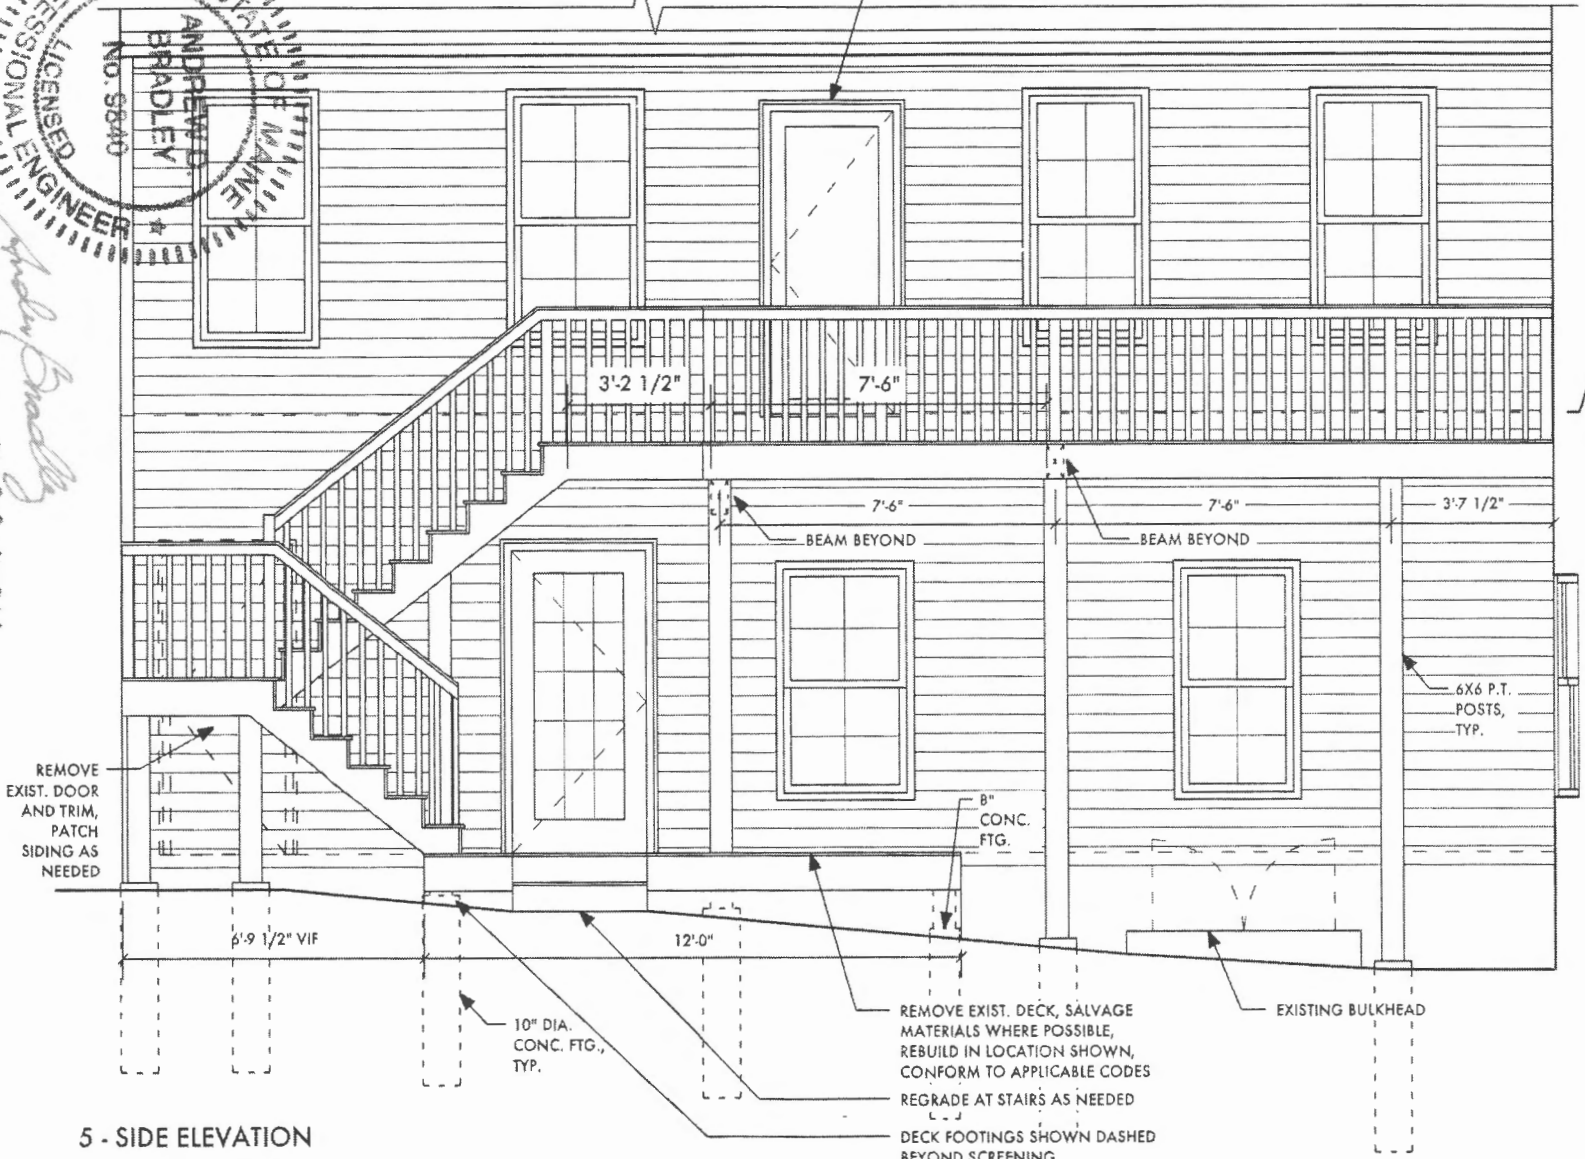 STATE OF MAINE
ANDREW D.
BRADLEY
No. 9840
LICENSED
ESSIONAL ENGINEER
3'-2 1/2"
7'-6"
7'-6"
7'-6"
3'-7 1/2"
BEAM BEYOND
BEAM BEYOND
6X6 P.T.
POSTS,
TYP.
REMOVE
EXIST. DOOR
AND TRIM,
PATCH
SIDING AS
NEEDED
8"
CONC.
FTG.
6'-9 1/2" VIF
12'-0"
10" DIA.
CONC. FTG.,
TYP.
REMOVE EXIST. DECK, SALVAGE
MATERIALS WHERE POSSIBLE,
REBUILD IN LOCATION SHOWN,
CONFORM TO APPLICABLE CODES
EXISTING BULKHEAD
REGRADE AT STAIRS AS NEEDED
DECK FOOTINGS SHOWN DASHED
BEYOND SCREENING
5 - SIDE ELEVATION